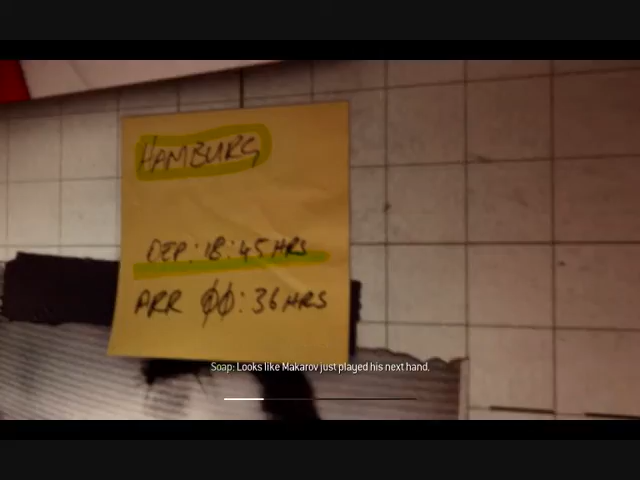 HAMBURG
DEP: 18:45 HRS
ARR 00:36 HRS
Soap: Looks like Makarov just played his next hand.